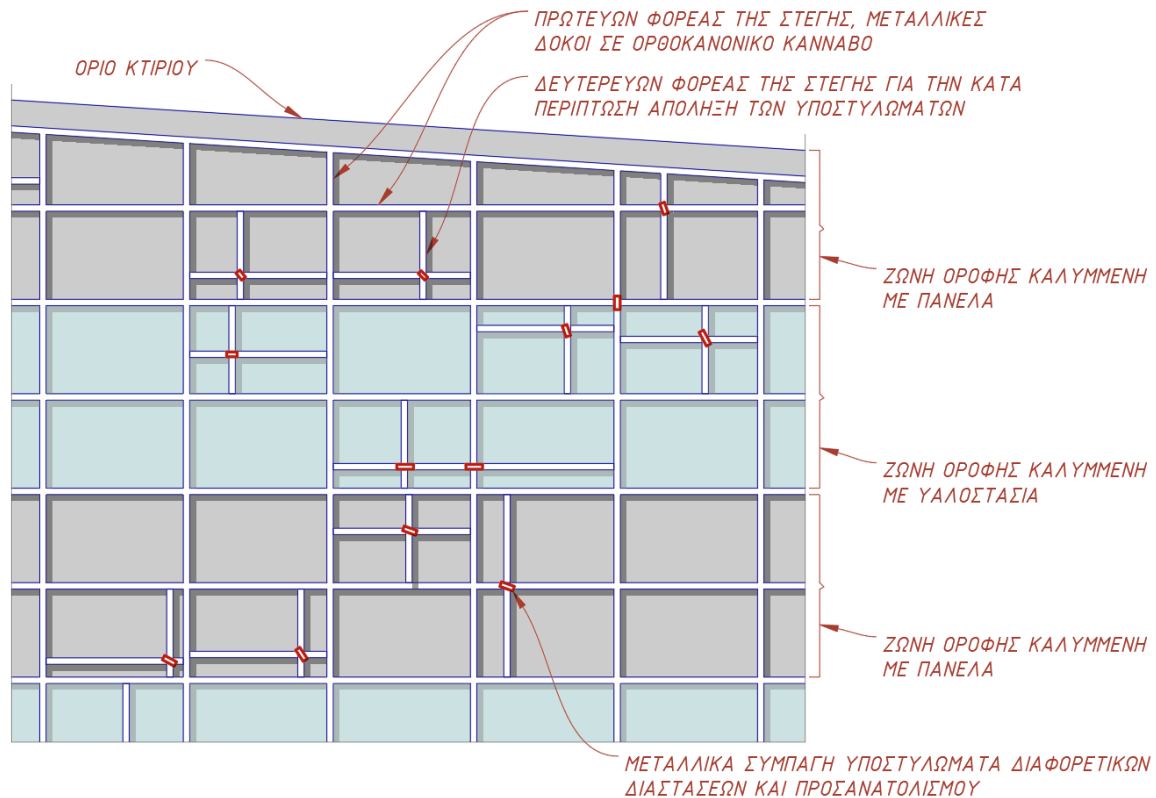 ΠΡΩΤΕΥΩΝ ΦΟΡΕΑΣ ΤΗΣ ΣΤΕΓΗΣ, ΜΕΤΑΛΛΙΚΕΣ
ΔΟΚΟΙ ΣΕ ΟΡΘΟΚΑΝΟΝΙΚΟ ΚΑΝΝΑΒΟ
ΟΡΙΟ ΚΤΙΡΙΟΥ
ΔΕΥΤΕΡΕΥΩΝ ΦΟΡΕΑΣ ΤΗΣ ΣΤΕΓΗΣ ΓΙΑ ΤΗΝ ΚΑΤΑ
ΠΕΡΙΠΤΩΣΗ ΑΠΟΛΗΞΗ ΤΩΝ ΥΠΟΣΤΥΛΩΜΑΤΩΝ
ΖΩΝΗ ΟΡΟΦΗΣ ΚΑΛΥΜΜΕΝΗ
ΜΕ ΠΑΝΕΛΑ
ΖΩΝΗ ΟΡΟΦΗΣ ΚΑΛΥΜΜΕΝΗ
ΜΕ ΥΑΛΟΣΤΑΣΙΑ
ΖΩΝΗ ΟΡΟΦΗΣ ΚΑΛΥΜΜΕΝΗ
ΜΕ ΠΑΝΕΛΑ
ΜΕΤΑΛΛΙΚΑ ΣΥΜΠΑΓΗ ΥΠΟΣΤΥΛΩΜΑΤΑ ΔΙΑΦΟΡΕΤΙΚΩΝ
ΔΙΑΣΤΑΣΕΩΝ ΚΑΙ ΠΡΟΣΑΝΑΤΟΛΙΣΜΟΥ